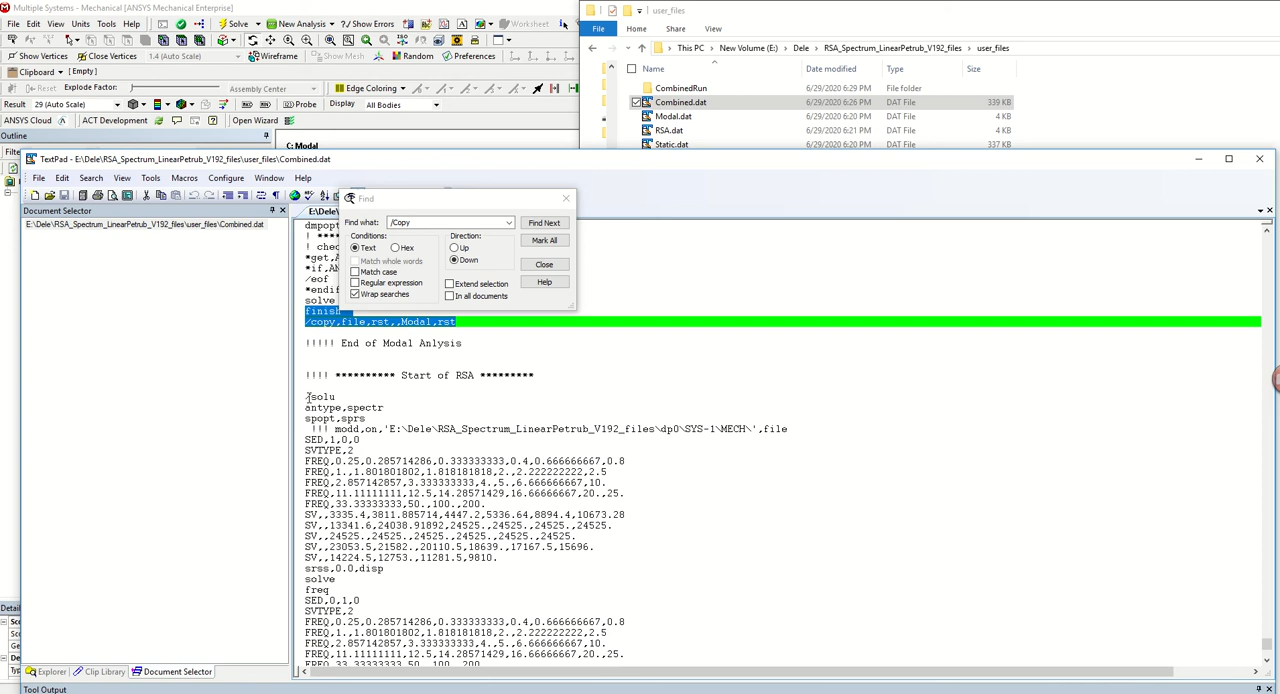 Multiple Systems - Mechanical [ANSYS Mechanical Enterprise]
File Edit View Units Tools Help Solve New Analysis ?/ Show Errors Worksheet
Show Vertices Close Vertices 1.4 (Auto Scale) Wireframe Show Mesh Random Preferences
Clipboard [ Empty ]
Reset Explode Factor: Assembly Center Edge Coloring
Result 29 (Auto Scale) Probe Display All Bodies
ANSYS Cloud ACT Development Open Wizard
Outline
C: Modal
user_files
File Home Share View
This PC New Volume (E:) Dele RSA_Spectrum_LinearPetrub_V192_files user_files
Name Date modified Type Size
CombinedRun 6/29/2020 6:29 PM File folder
Combined.dat 6/29/2020 6:26 PM DAT File 339 KB
Modal.dat 6/29/2020 6:20 PM DAT File 4 KB
RSA.dat 6/29/2020 6:21 PM DAT File 4 KB
Static.dat 6/29/2020 6:20 PM DAT File 337 KB
TextPad - E:\Dele\RSA_Spectrum_LinearPetrub_V192_files\user_files\Combined.dat
File Edit Search View Tools Macros Configure Window Help
Document Selector
E:\Dele\RSA_Spectrum_LinearPetrub_V192_files\user_files\Combined.dat
Find
Find what: /Copy Find Next
Conditions: Direction: Mark All
Text Hex Up
Match whole words Down Close
Match case
Regular expression Extend selection Help
Wrap searches In all documents
E:\Dele
dmpopt
! ****
! chec
*get,A
*if,AN
/eof
*endif
solve
finish
/copy,file,rst,,Modal,rst
!!!!! End of Modal Anlysis
!!!! ********** Start of RSA *********
/solu
antype,spectr
spopt,sprs
!!! modd,on,'E:\Dele\RSA_Spectrum_LinearPetrub_V192_files\dp0\SYS-1\MECH\',file
SED,1,0,0
SVTYPE,2
FREQ,0.25,0.285714286,0.333333333,0.4,0.666666667,0.8
FREQ,1.,1.801801802,1.818181818,2.,2.222222222,2.5
FREQ,2.857142857,3.333333333,4.,5.,6.666666667,10.
FREQ,11.11111111,12.5,14.28571429,16.66666667,20.,25.
FREQ,33.33333333,50.,100.,200.
SV,,3335.4,3811.885714,4447.2,5336.64,8894.4,10673.28
SV,,13341.6,24038.91892,24525.,24525.,24525.,24525.
SV,,24525.,24525.,24525.,24525.,24525.,24525.
SV,,23053.5,21582.,20110.5,18639.,17167.5,15696.
SV,,14224.5,12753.,11281.5,9810.
srss,0.0,disp
solve
freq
SED,0,1,0
SVTYPE,2
FREQ,0.25,0.285714286,0.333333333,0.4,0.666666667,0.8
FREQ,1.,1.801801802,1.818181818,2.,2.222222222,2.5
FREQ,2.857142857,3.333333333,4.,5.,6.666666667,10.
FREQ,11.11111111,12.5,14.28571429,16.66666667,20.,25.
FREQ,33.33333333,50.,100.,200.
Explorer Clip Library Document Selector
Tool Output